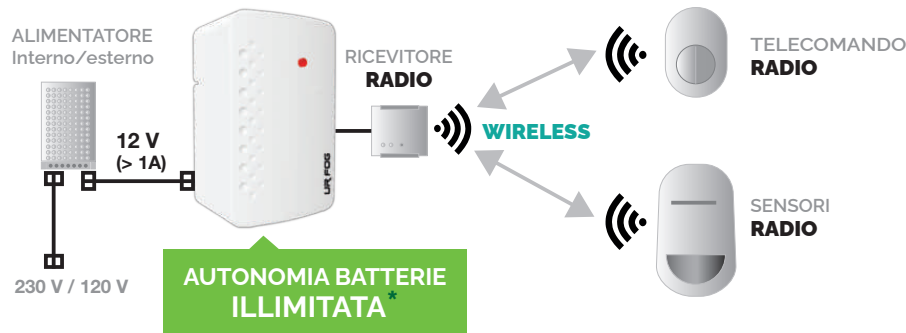 ALIMENTATORE
Interno/esterno
12 V
(> 1A)
230 V / 120 V
UR FOG
RICEVITORE
RADIO
WIRELESS
TELECOMANDO
RADIO
SENSORI
RADIO
AUTONOMIA BATTERIE
ILLIMITATA*